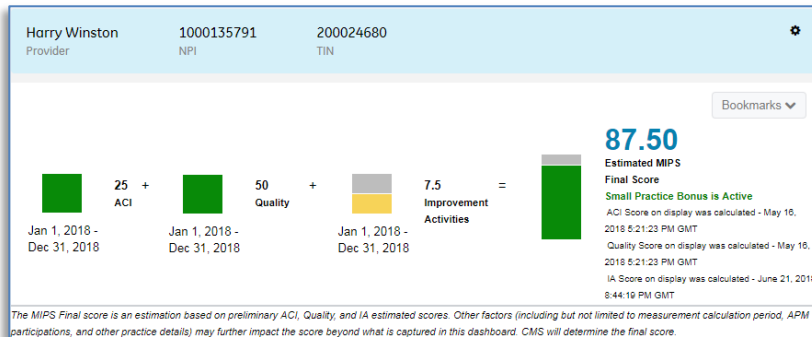 Harry Winston 1000135791 200024680
Provider NPI TIN
Bookmarks
87.50
Estimated MIPS
Final Score
Small Practice Bonus is Active
ACI Score on display was calculated - May 16,
2018 5:21:23 PM GMT
Quality Score on display was calculated - May 16,
2018 5:21:23 PM GMT
IA Score on display was calculated - June 21, 2018
8:44:19 PM GMT
25 + 50 + 7.5 =
ACI Quality Improvement
Activities
Jan 1, 2018 - Jan 1, 2018 - Jan 1, 2018 -
Dec 31, 2018 Dec 31, 2018 Dec 31, 2018
The MIPS Final score is an estimation based on preliminary ACI, Quality, and IA estimated scores. Other factors (including but not limited to measurement calculation period, APM
participations, and other practice details) may further impact the score beyond what is captured in this dashboard. CMS will determine the final score.